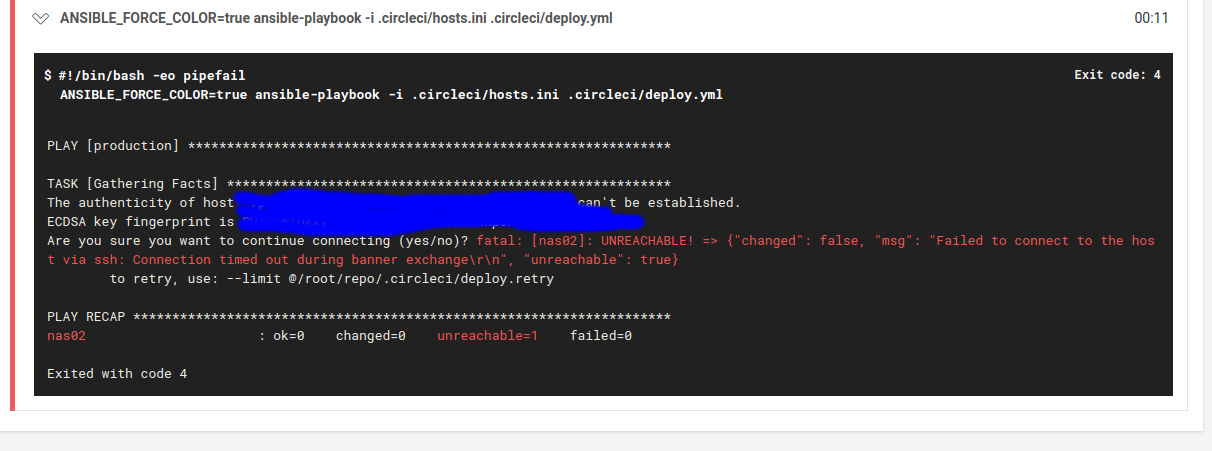 ANSIBLE_FORCE_COLOR=true ansible-playbook -i .circleci/hosts.ini .circleci/deploy.yml 00:11
$ #!/bin/bash -eo pipefail Exit code: 4
ANSIBLE_FORCE_COLOR=true ansible-playbook -i .circleci/hosts.ini .circleci/deploy.yml
PLAY [production] **************************************************************
TASK [Gathering Facts] *********************************************************
The authenticity of host can't be established.
ECDSA key fingerprint is
Are you sure you want to continue connecting (yes/no)? fatal: [nas02]: UNREACHABLE! => {"changed": false, "msg": "Failed to connect to the hos
t via ssh: Connection timed out during banner exchange\r\n", "unreachable": true}
to retry, use: --limit @/root/repo/.circleci/deploy.retry
PLAY RECAP *********************************************************************
nas02 : ok=0 changed=0 unreachable=1 failed=0
Exited with code 4